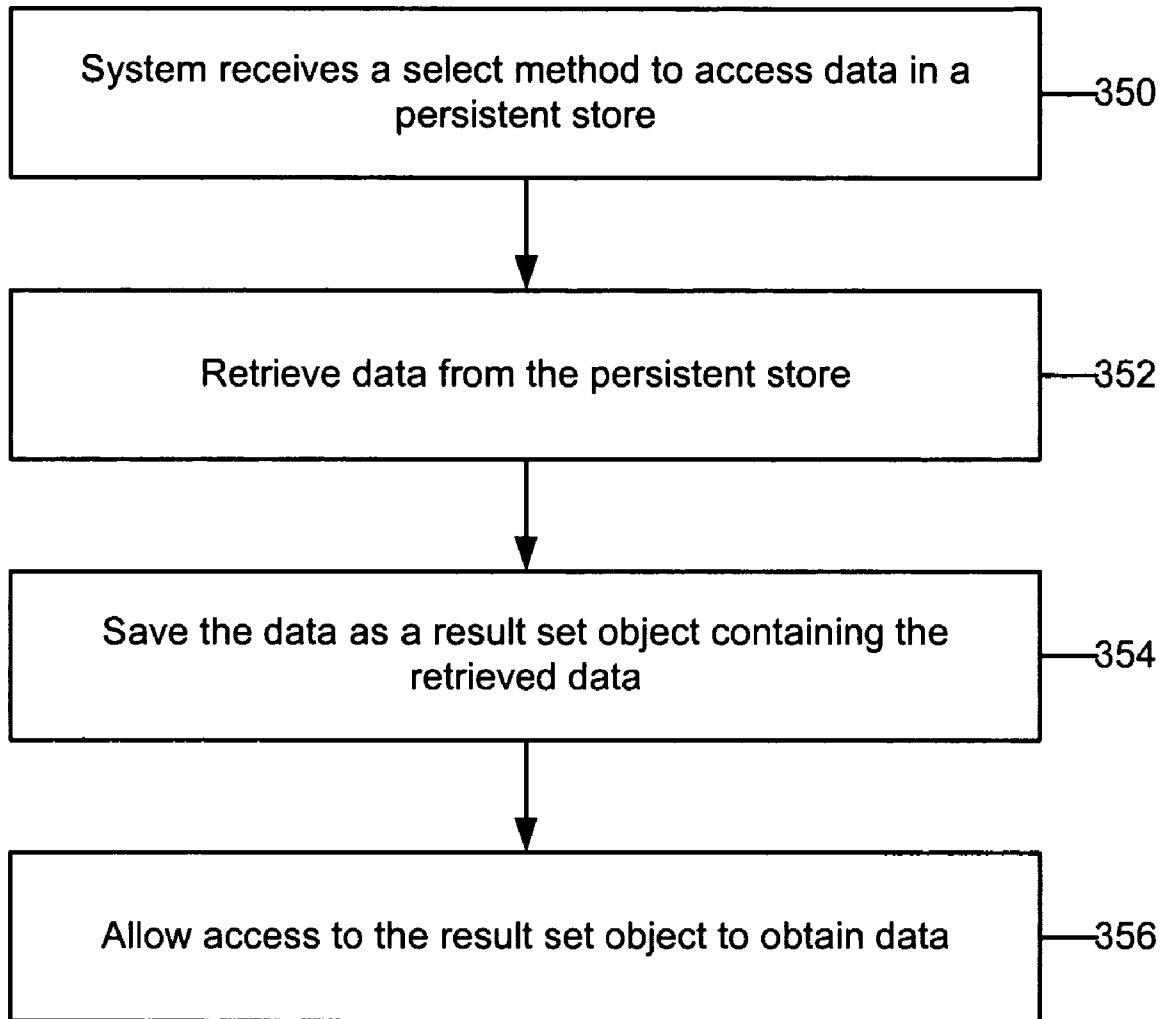 System receives a select method to access data in a
persistent store
350
Retrieve data from the persistent store
352
Save the data as a result set object containing the
retrieved data
354
Allow access to the result set object to obtain data
356